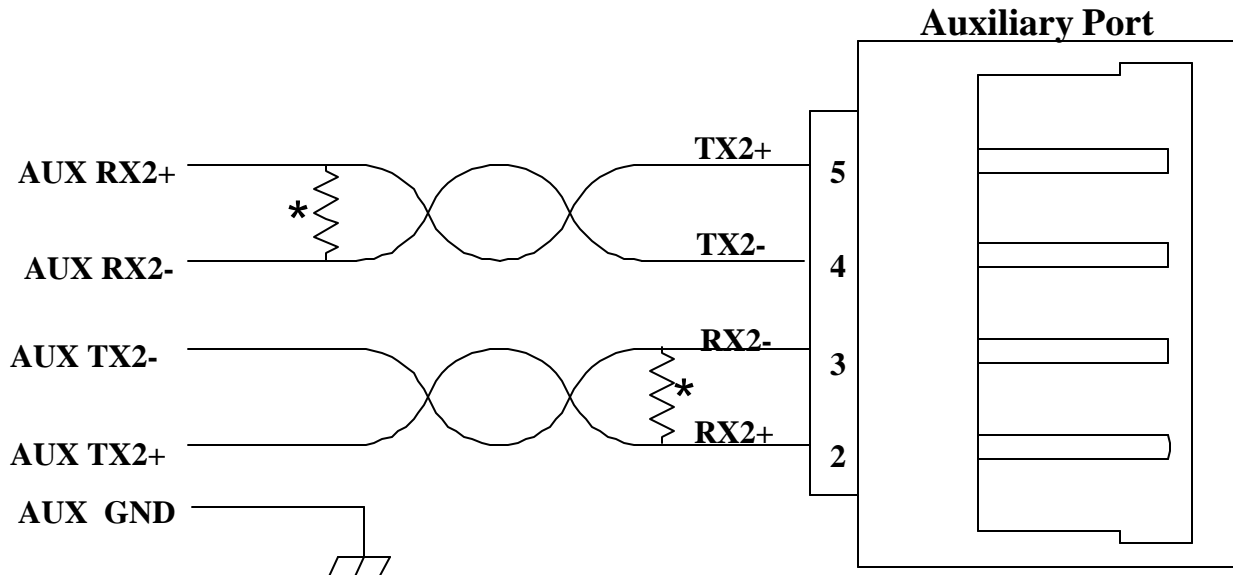 Auxiliary Port
AUX RX2+ TX2+ 5
*
AUX RX2- TX2- 4
AUX TX2- RX2- 3
*
AUX TX2+ RX2+ 2
AUX GND